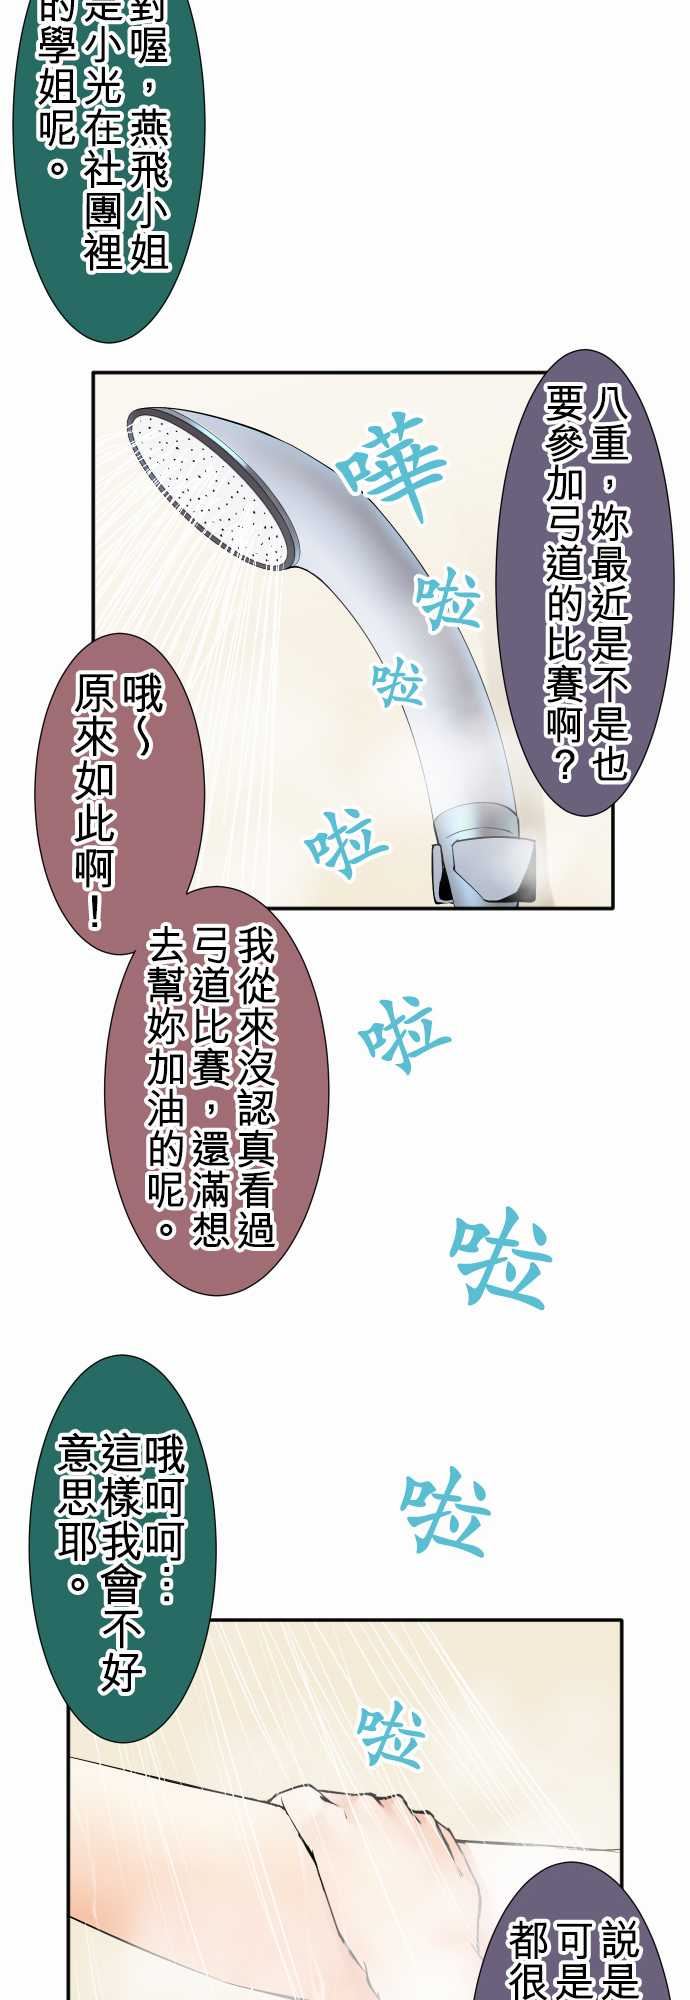 對喔，燕飛小姐
是小光在社團裡
的學姐呢。
八重，妳最近是不是也
要參加弓道的比賽啊？
嘩
啦
啦
啦
哦～
原來如此啊！
我從來沒認真看過
弓道比賽，還滿想
去幫妳加油的呢。
啦
啦
哦呵呵…
這樣我會不好
意思耶。
啦
啦
說是
可是
都很